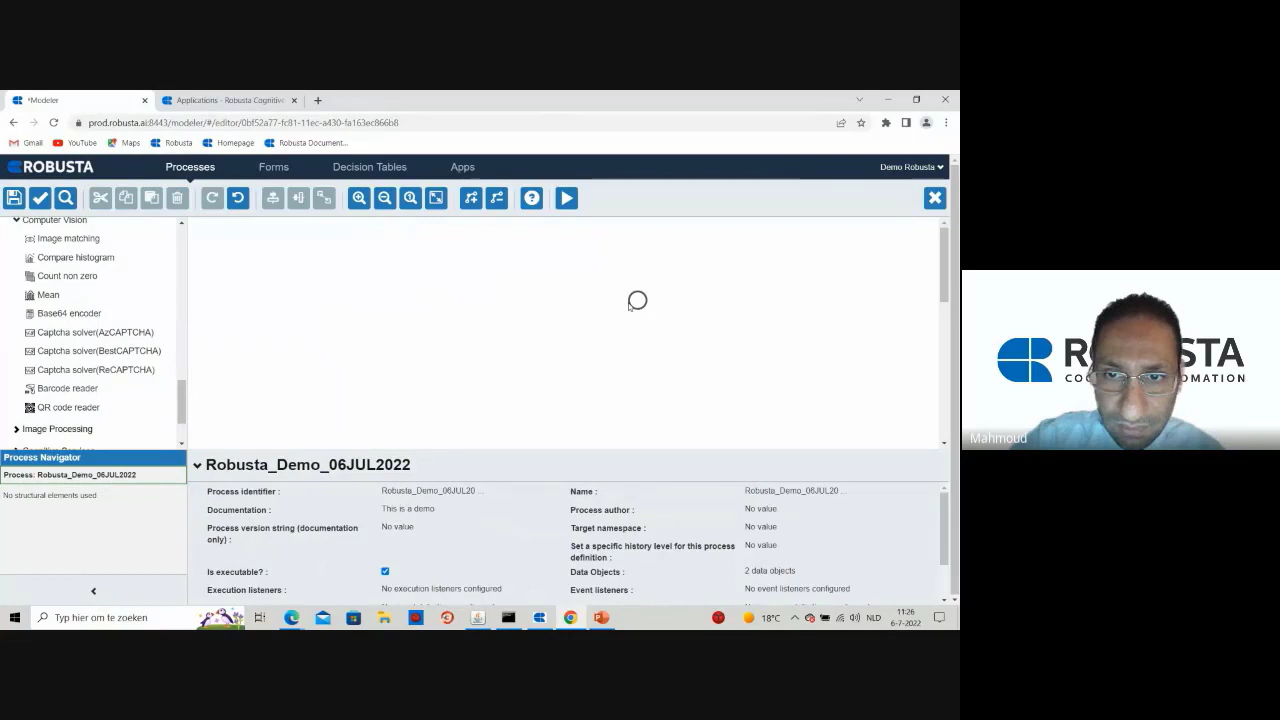 *Modeler
Applications - Robusta Cognitive
prod.robusta.ai:8443/modeler/#/editor/0bf52a77-fc81-11ec-a430-fa163ec866b8
Gmail
YouTube
Maps
Robusta
Homepage
Robusta Document...
ROBUSTA
Processes
Forms
Decision Tables
Apps
Demo Robusta
Computer Vision
Image matching
Compare histogram
Count non zero
Mean
Base64 encoder
Captcha solver(AzCAPTCHA)
Captcha solver(BestCAPTCHA)
Captcha solver(ReCAPTCHA)
Barcode reader
QR code reader
Image Processing
Process Navigator
Process: Robusta_Demo_06JUL2022
No structural elements used
Robusta_Demo_06JUL2022
Process identifier :
Robusta_Demo_06JUL20 ...
Name :
Robusta_Demo_06JUL20 ...
Documentation :
This is a demo
Process author :
No value
Process version string (documentation only) :
No value
Target namespace :
No value
Set a specific history level for this process definition :
No value
Is executable? :
Data Objects :
2 data objects
Execution listeners :
No execution listeners configured
Event listeners :
No event listeners configured
Typ hier om te zoeken
18°C
NLD
11:26
6-7-2022
Mahmoud